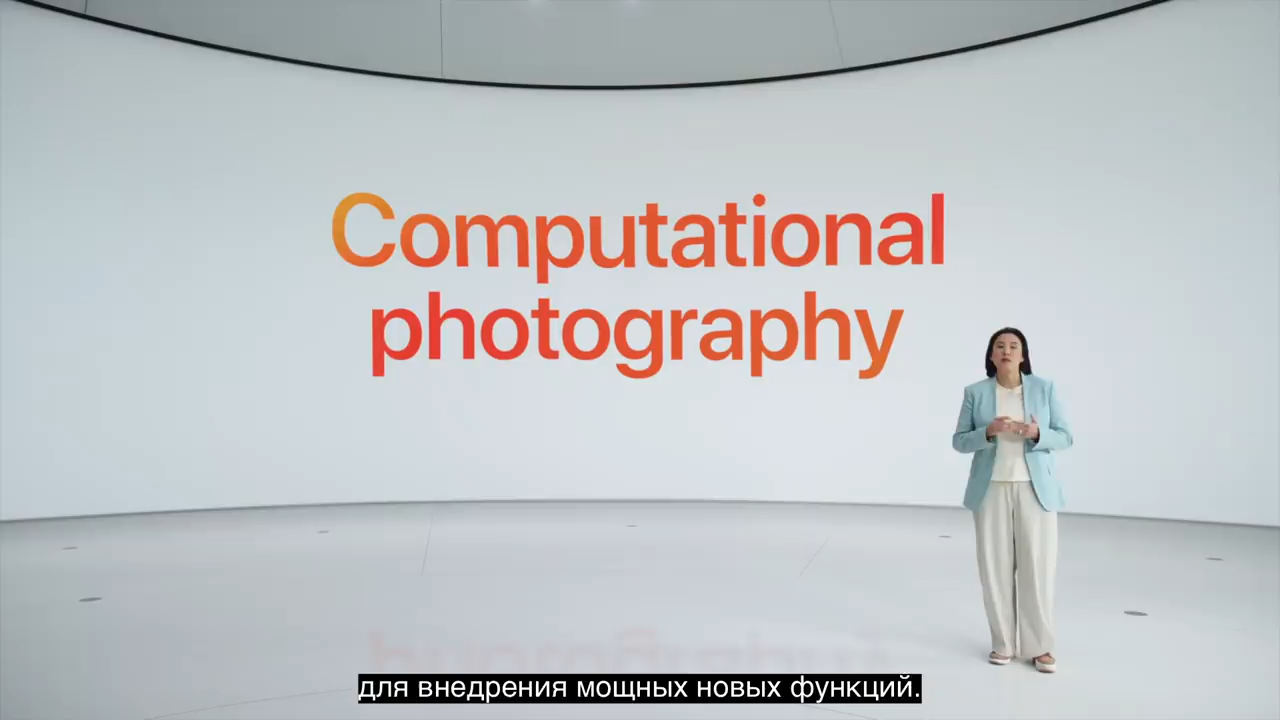 Computational
photography
для внедрения мощных новых функций.